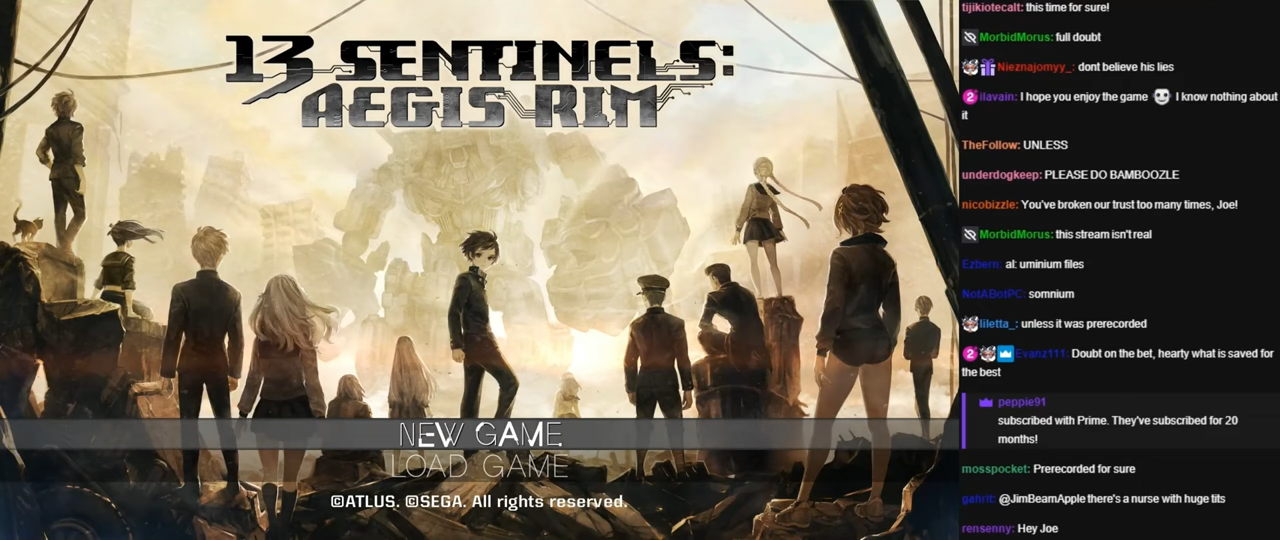 13 SENTINELS:
AEGIS RIM
NEW GAME
LOAD GAME
©ATLUS. ©SEGA. All rights reserved.
tijikiotecalt: this time for sure!
MorbidMorus: full doubt
Nieznajomyy_: dont believe his lies
2 ilavain: I hope you enjoy the game I know nothing about
it
TheFollow: UNLESS
underdogkeep: PLEASE DO BAMBOOZLE
nicobizzle: You've broken our trust too many times, Joe!
MorbidMorus: this stream isn't real
Ezbern: al: uminium files
NotABotPC: somnium
liletta_: unless it was prerecorded
2 Evanz111: Doubt on the bet, hearty what is saved for
the best
peppie91
subscribed with Prime. They've subscribed for 20
months!
mosspocket: Prerecorded for sure
gahrit: @JimBeamApple there's a nurse with huge tits
rensenny: Hey Joe